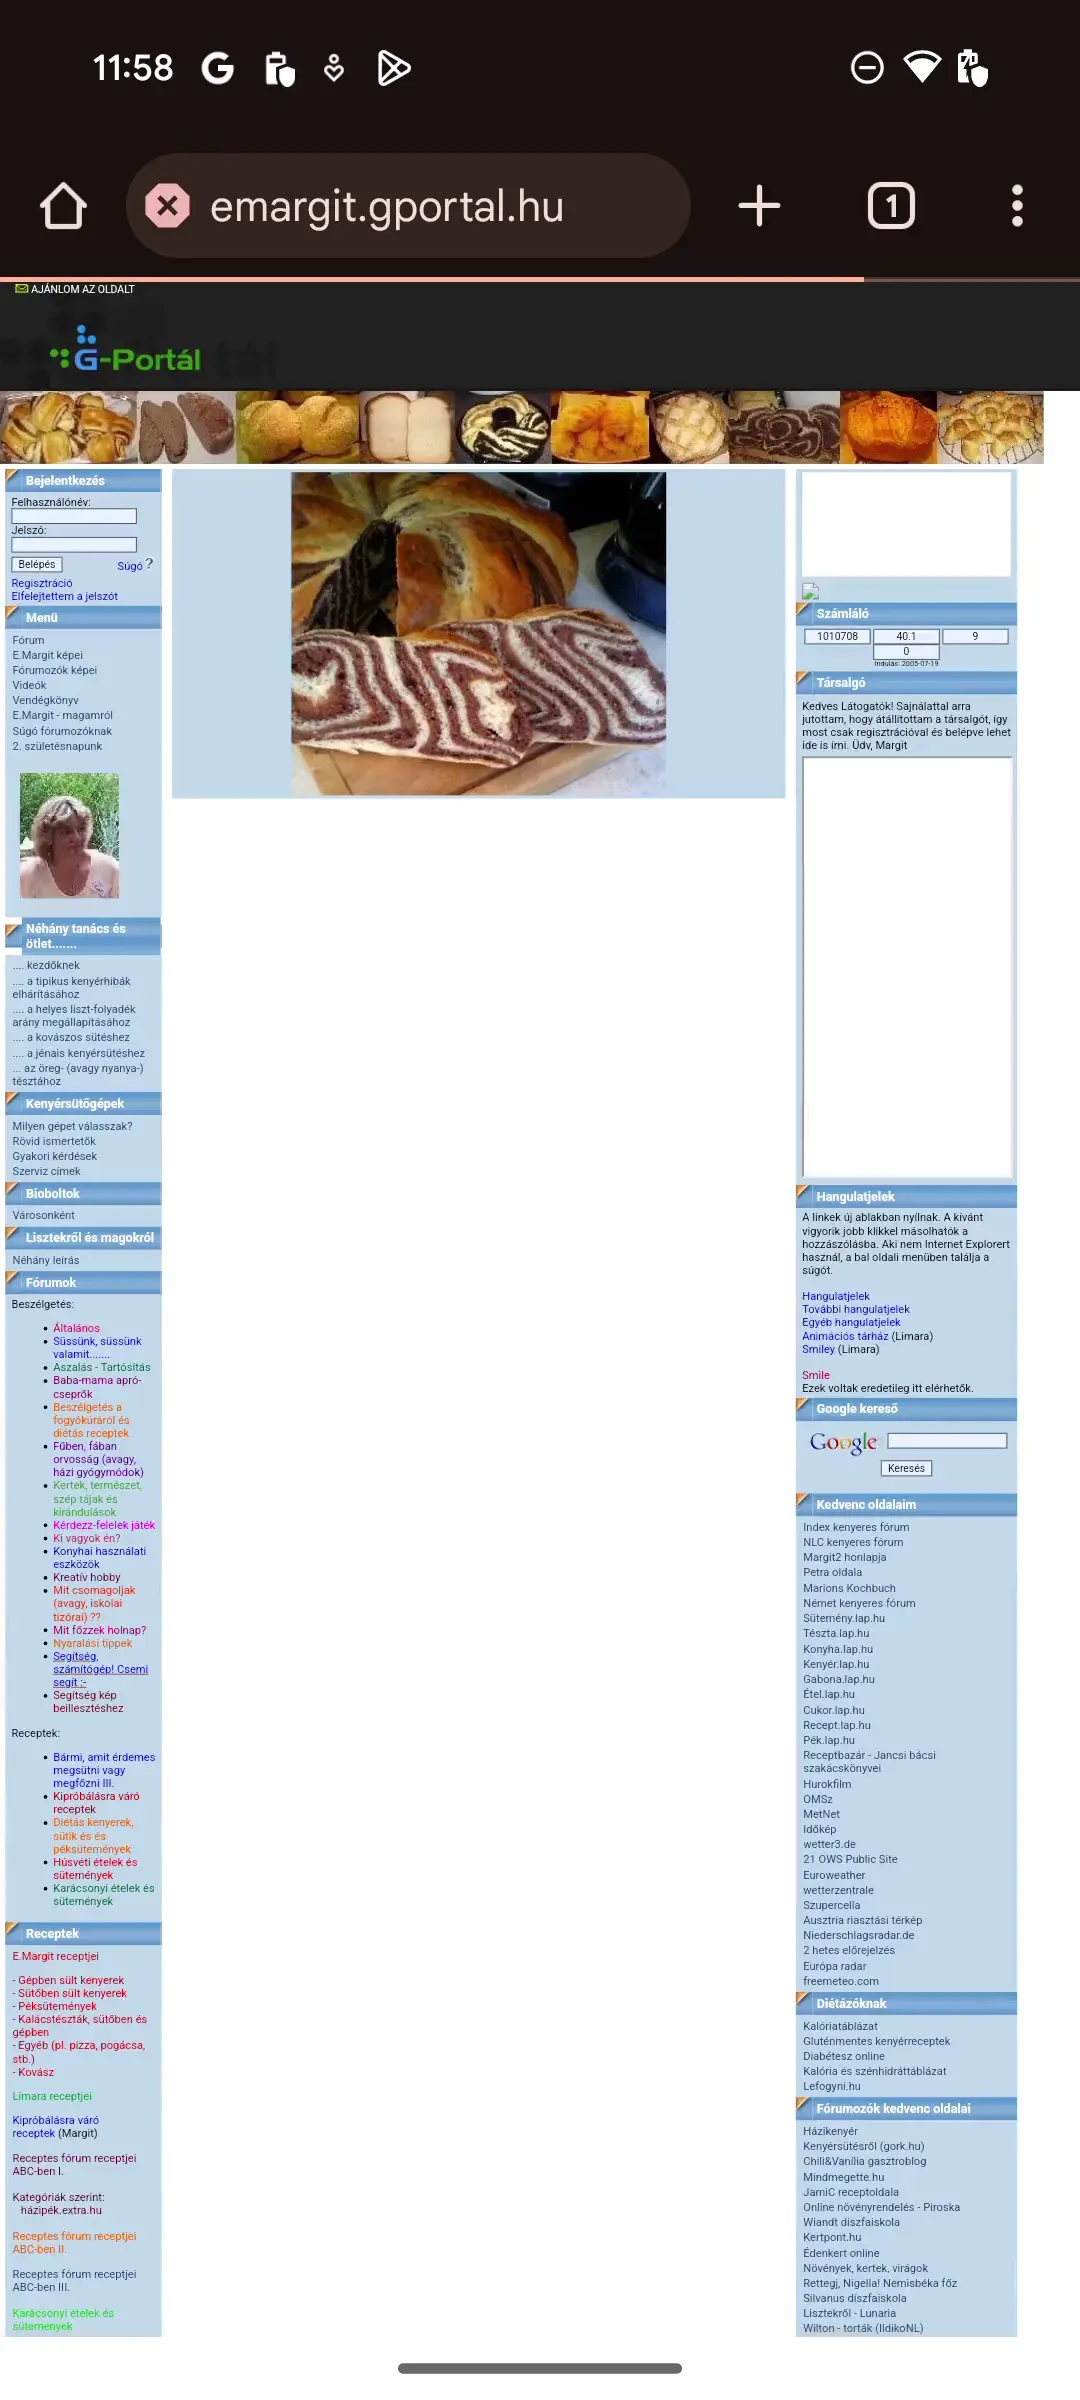 11:58
emargit.gportal.hu
1
AJÁNLOM AZ OLDALT
G-Portál
Bejelentkezés
Felhasználónév:
Jelszó:
Belépés
Súgó ?
Regisztráció
Elfelejtettem a jelszót
Menü
Fórum
E.Margit képei
Fórumozók képei
Videók
Vendégkönyv
E.Margit - magamról
Súgó fórumozóknak
2. születésnapunk
Néhány tanács és
ötlet.......
.... kezdőknek
.... a tipikus kenyérhibák
elhárításához
.... a helyes liszt-folyadék
arány megállapításához
.... a kovászos sütéshez
.... a jénais kenyérsütéshez
... az öreg- (avagy nyanya-)
tésztához
Kenyérsütőgépek
Milyen gépet válasszak?
Rövid ismertetők
Gyakori kérdések
Szerviz címek
Bioboltok
Városonként
Lisztekről és magokról
Néhány leírás
Fórumok
Beszélgetés:
Általános
Süssünk, süssünk
valamit.......
Aszalás - Tartósítás
Baba-mama apró-
cseprők
Beszélgetés a
fogyókúráról és
diétás receptek
Fűben, fában
orvosság (avagy,
házi gyógymódok)
Kertek, természet,
szép tájak és
kirándulások
Kérdezz-felelek játék
Ki vagyok én?
Konyhai használati
eszközök
Kreatív hobby
Mit csomagoljak
(avagy, iskolai
tízórai) ??
Mit főzzek holnap?
Nyaralási tippek
Segítség,
számítógép! Csemi
segít :-
Segítség kép
beillesztéshez
Receptek:
Bármi, amit érdemes
megsütni vagy
megfőzni III.
Kipróbálásra váró
receptek
Diétás kenyerek,
sütik és és
péksütemények
Húsvéti ételek és
sütemények
Karácsonyi ételek és
sütemények
Receptek
E.Margit receptjei
- Gépben sült kenyerek
- Sütőben sült kenyerek
- Péksütemények
- Kalácstészták, sütőben és
gépben
- Egyéb (pl. pizza, pogácsa,
stb.)
- Kovász
Limara receptjei
Kipróbálásra váró
receptek (Margit)
Receptes fórum receptjei
ABC-ben I.
Kategóriák szerint:
házipék.extra.hu
Receptes fórum receptjei
ABC-ben II.
Receptes fórum receptjei
ABC-ben III.
Karácsonyi ételek és
sütemények
Számláló
1010708 40.1 9
0
Indulás: 2005-07-19
Társalgó
Kedves Látogatók! Sajnálattal arra
jutottam, hogy átállítottam a társalgót, így
most csak regisztrációval és belépve lehet
ide is írni. Üdv, Margit
Hangulatjelek
A linkek új ablakban nyílnak. A kívánt
vigyorik jobb klikkel másolhatók a
hozzászólásba. Aki nem Internet Explorert
használ, a bal oldali menüben találja a
súgót.
Hangulatjelek
További hangulatjelek
Egyéb hangulatjelek
Animációs tárház (Limara)
Smiley (Limara)
Smile
Ezek voltak eredetileg itt elérhetők.
Google kereső
Google
Keresés
Kedvenc oldalaim
Index kenyeres fórum
NLC kenyeres fórum
Margit2 honlapja
Petra oldala
Marions Kochbuch
Német kenyeres fórum
Sütemény.lap.hu
Tészta.lap.hu
Konyha.lap.hu
Kenyér.lap.hu
Gabona.lap.hu
Étel.lap.hu
Cukor.lap.hu
Recept.lap.hu
Pék.lap.hu
Receptbazár - Jancsi bácsi
szakácskönyvei
Hurokfilm
OMSz
MetNet
Időkép
wetter3.de
21 OWS Public Site
Euroweather
wetterzentrale
Szupercella
Ausztria riasztási térkép
Niederschlagsradar.de
2 hetes előrejelzés
Európa radar
freemeteo.com
Diétázóknak
Kalóriatáblázat
Gluténmentes kenyérreceptek
Diabétesz online
Kalória és szénhidráttáblázat
Lefogyni.hu
Fórumozók kedvenc oldalai
Házikenyér
Kenyérsütésről (gork.hu)
Chili&Vanília gasztroblog
Mindmegette.hu
JamiC receptoldala
Online növényrendelés - Piroska
Wiandt díszfaiskola
Kertpont.hu
Édenkert online
Növények, kertek, virágok
Rettegj, Nigella! Nemisbéka főz
Silvanus díszfaiskola
Lisztekről - Lunaria
Wilton - torták (IldikoNL)